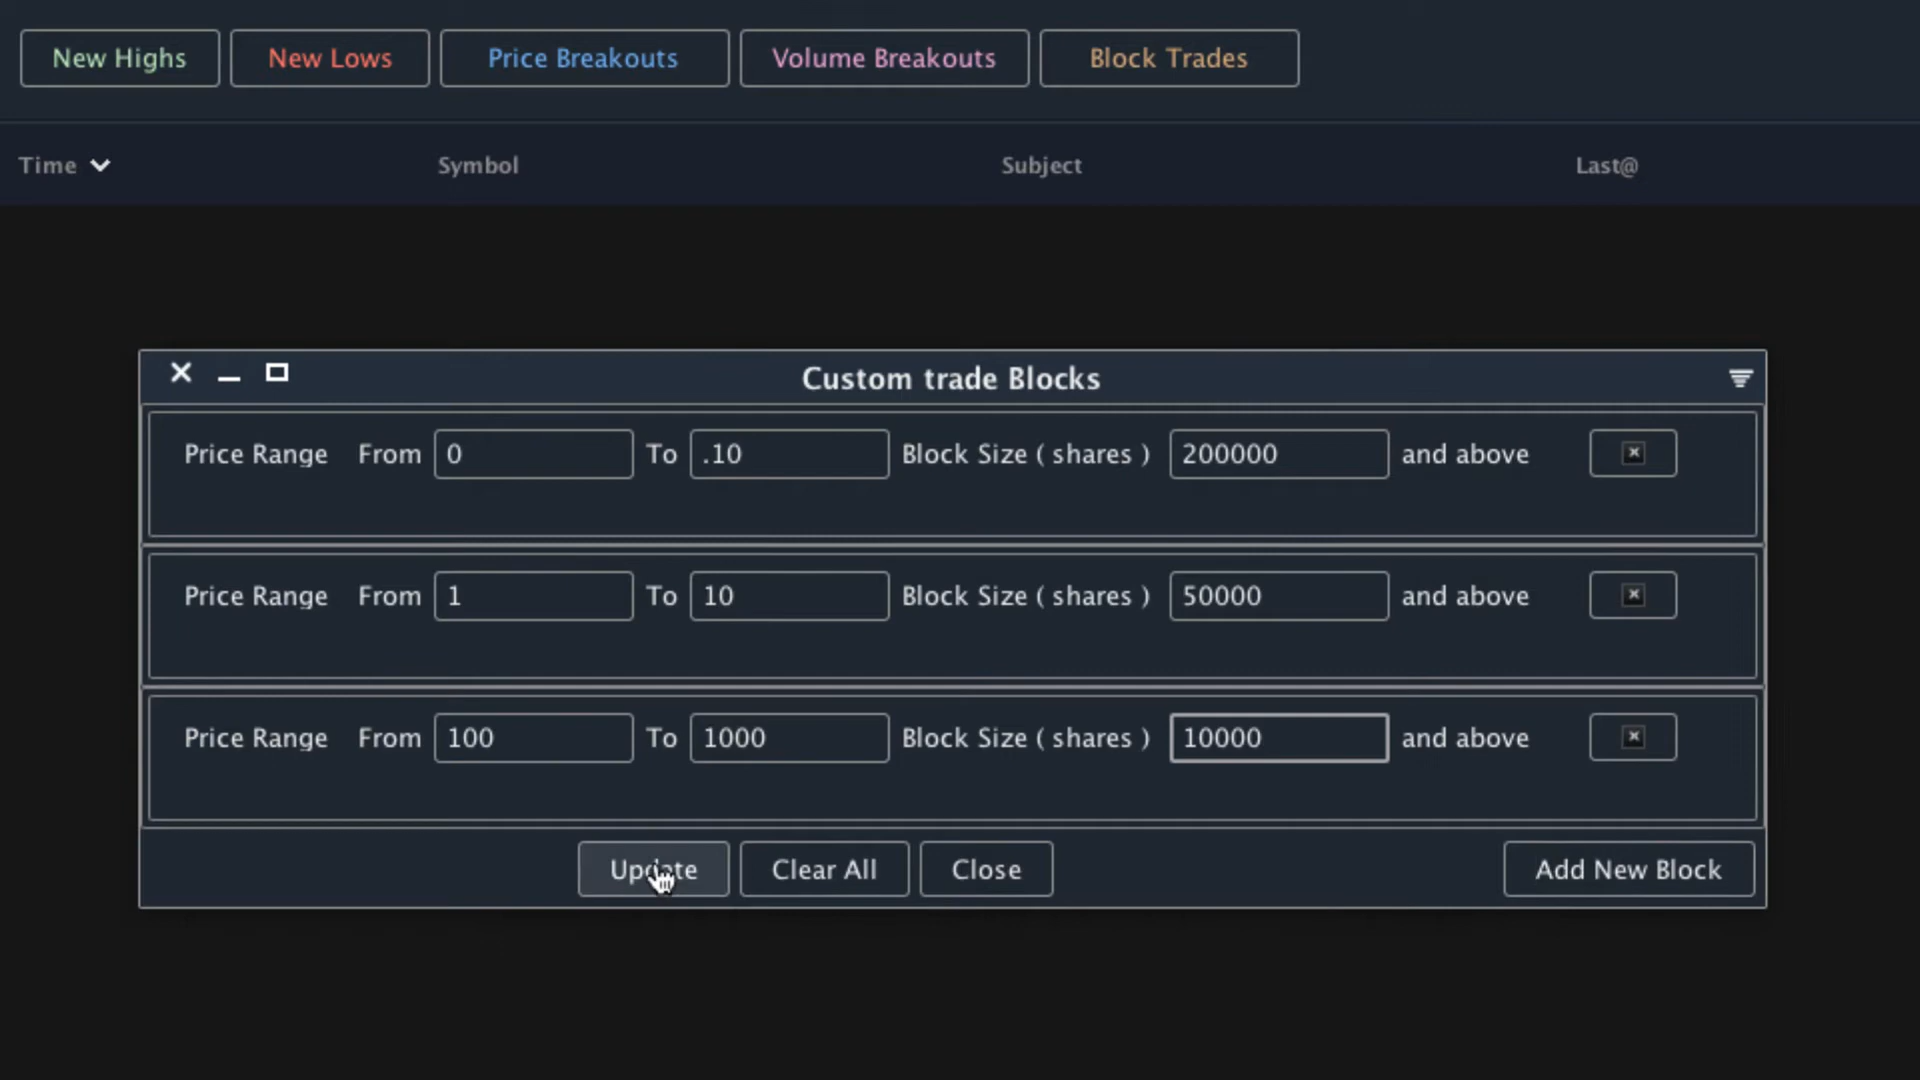 New Highs New Lows Price Breakouts Volume Breakouts Block Trades
Time Symbol Subject Last@
Custom trade Blocks
Price Range From 0 To .10 Block Size ( shares ) 200000 and above
Price Range From 1 To 10 Block Size ( shares ) 50000 and above
Price Range From 100 To 1000 Block Size ( shares ) 10000 and above
Update Clear All Close Add New Block